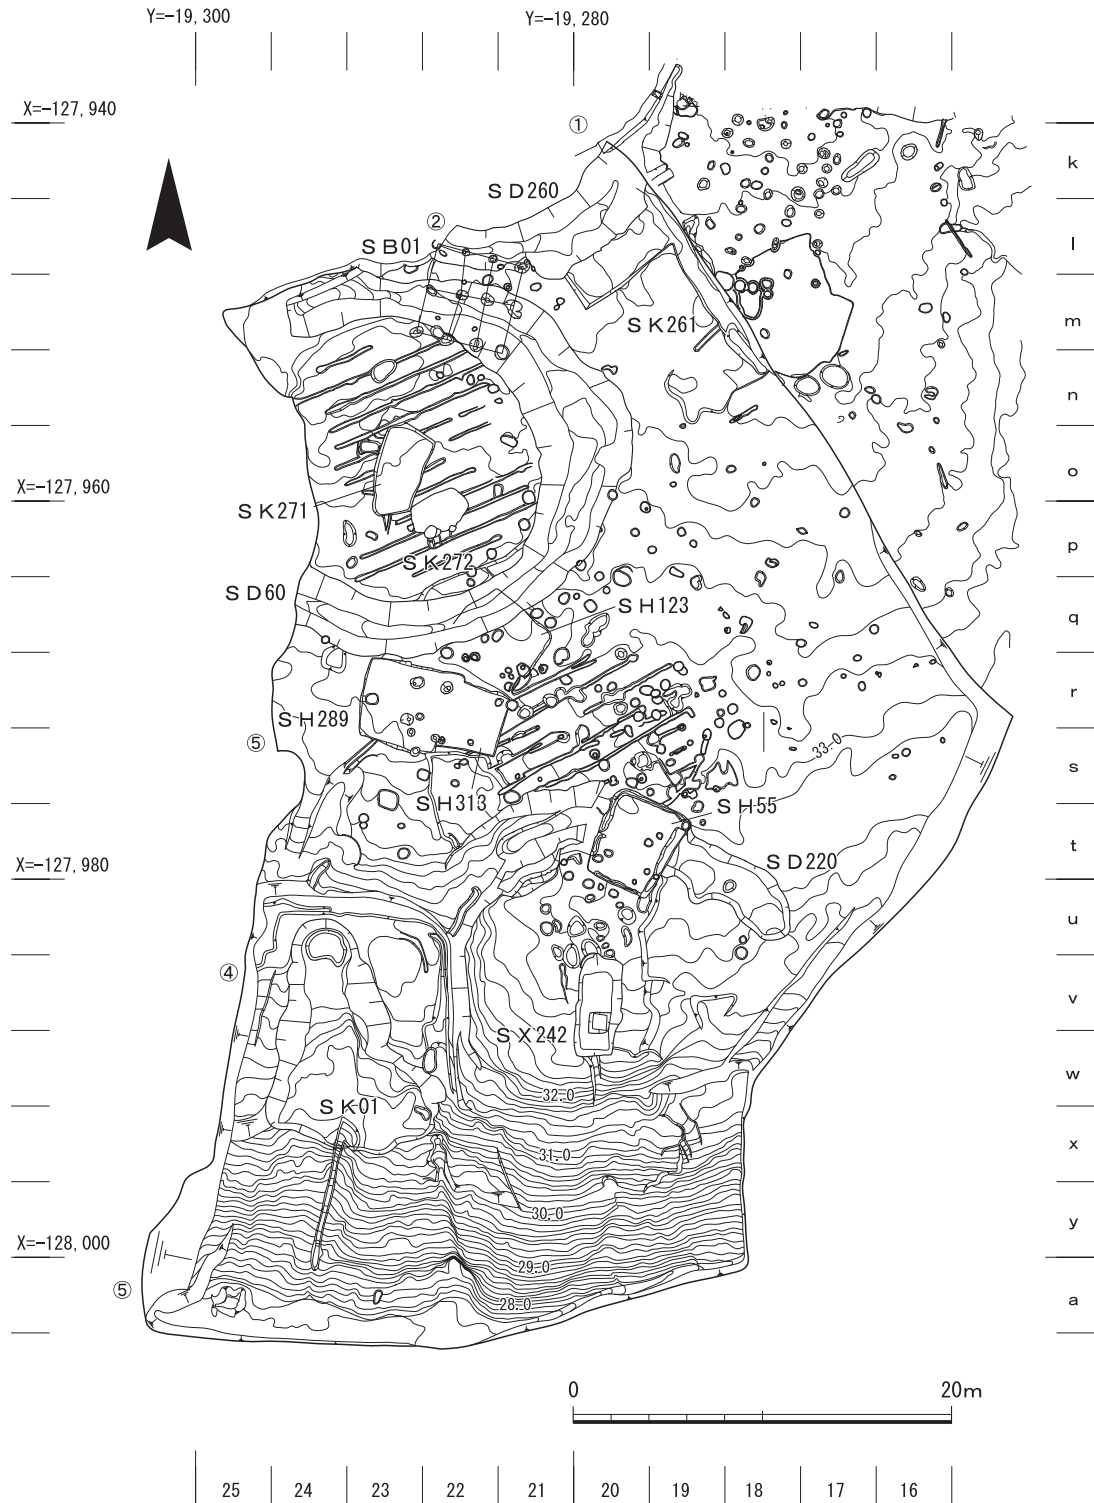 Y=-19,300
Y=-19,280
X=-127,940
①
k
SD260
②
SB01
l
SK261
m
n
o
X=-127,960
SK271
p
SK272
SD60
SH123
q
r
SH289
⑤
33.0
s
SH313
SH55
t
X=-127,980
SD220
u
④
v
SX242
w
32.0
SK01
x
31.0
30.0
y
X=-128,000
29.0
⑤
28.0
a
0 20m
25 24 23 22 21 20 19 18 17 16